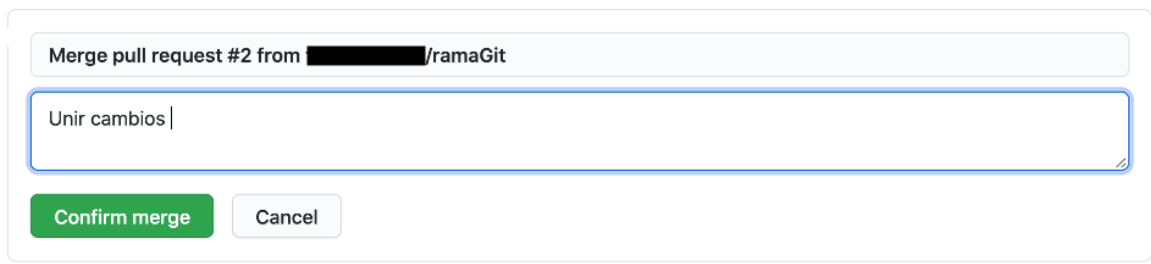 Merge pull request #2 from /ramaGit
Unir cambios
Confirm merge
Cancel